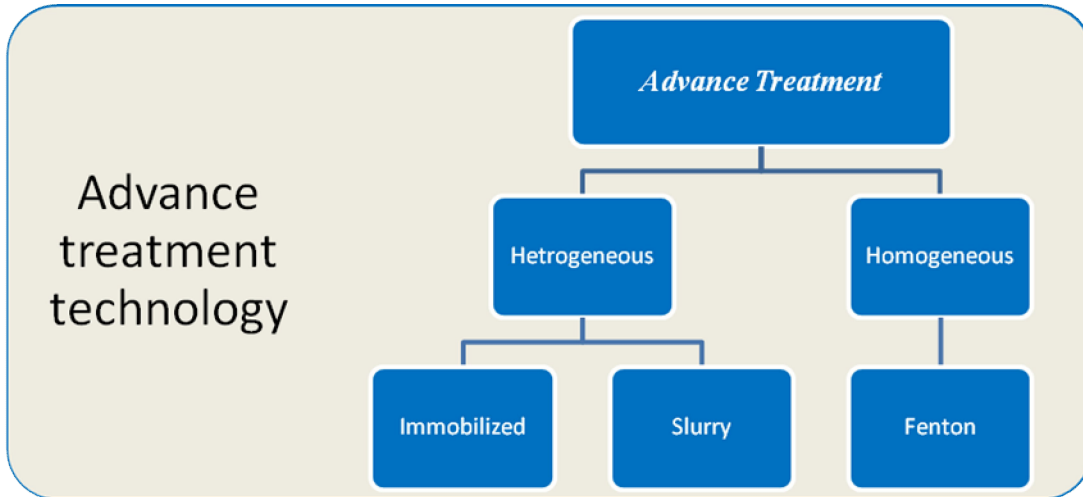 Advance
treatment
technology
Advance Treatment
Hetrogeneous
Homogeneous
Immobilized
Slurry
Fenton